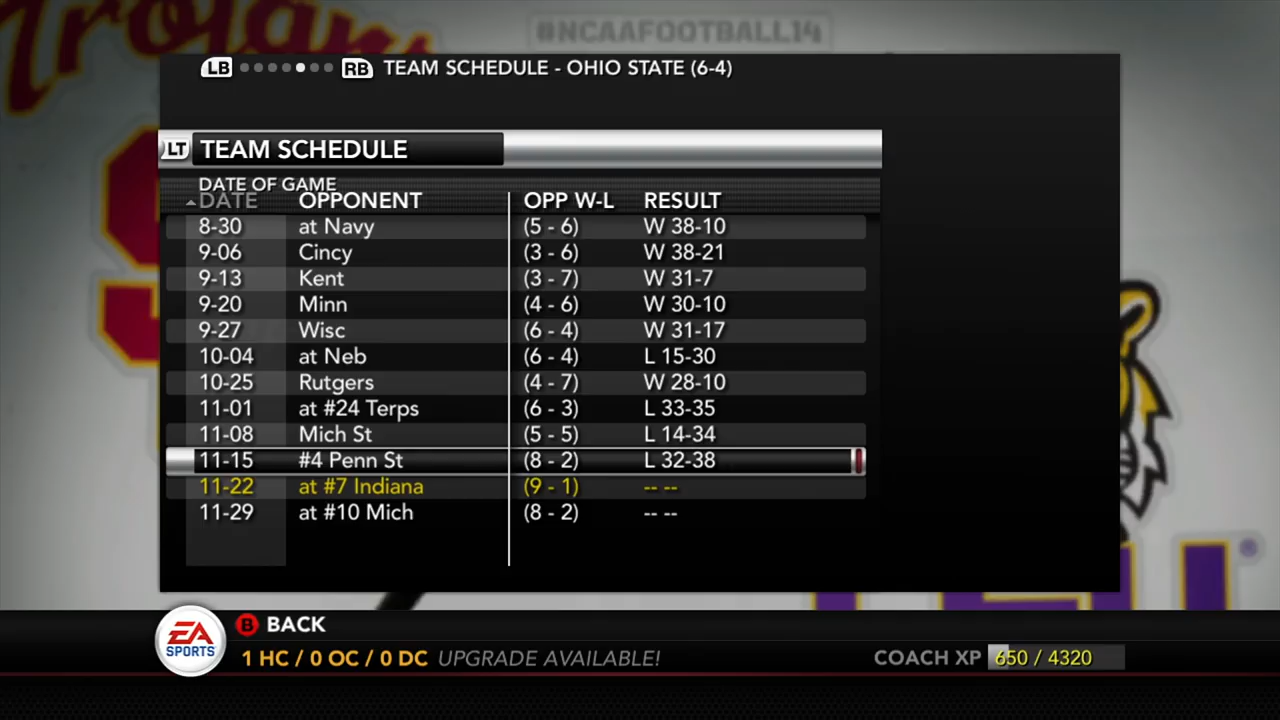 Trojans
#NCAAFOOTBALL14
LB RB TEAM SCHEDULE - OHIO STATE (6-4)
LT TEAM SCHEDULE
DATE OF GAME
DATE OPPONENT OPP W-L RESULT
8-30 at Navy (5 - 6) W 38-10
9-06 Cincy (3 - 6) W 38-21
9-13 Kent (3 - 7) W 31-7
9-20 Minn (4 - 6) W 30-10
9-27 Wisc (6 - 4) W 31-17
10-04 at Neb (6 - 4) L 15-30
10-25 Rutgers (4 - 7) W 28-10
11-01 at #24 Terps (6 - 3) L 33-35
11-08 Mich St (5 - 5) L 14-34
11-15 #4 Penn St (8 - 2) L 32-38
11-22 at #7 Indiana (9 - 1) -- --
11-29 at #10 Mich (8 - 2) -- --
EA SPORTS
B BACK
1 HC / 0 OC / 0 DC UPGRADE AVAILABLE!
COACH XP 650 / 4320